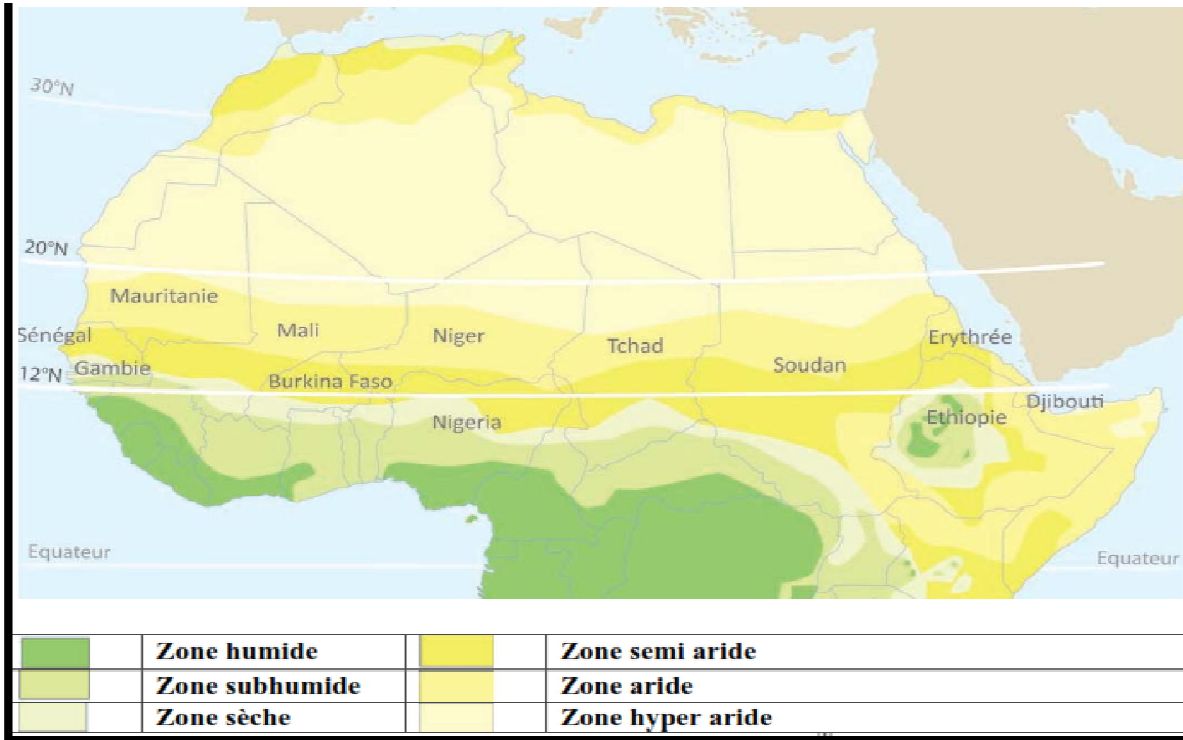 30°N
20°N
Mauritanie
Mali
Niger
Tchad
Soudan
Erythrée
Sénégal
Gambie
12°N
Burkina Faso
Nigeria
Ethiopie
Djibouti
Equateur
Equateur
Zone humide Zone semi aride
Zone subhumide Zone aride
Zone sèche Zone hyper aride